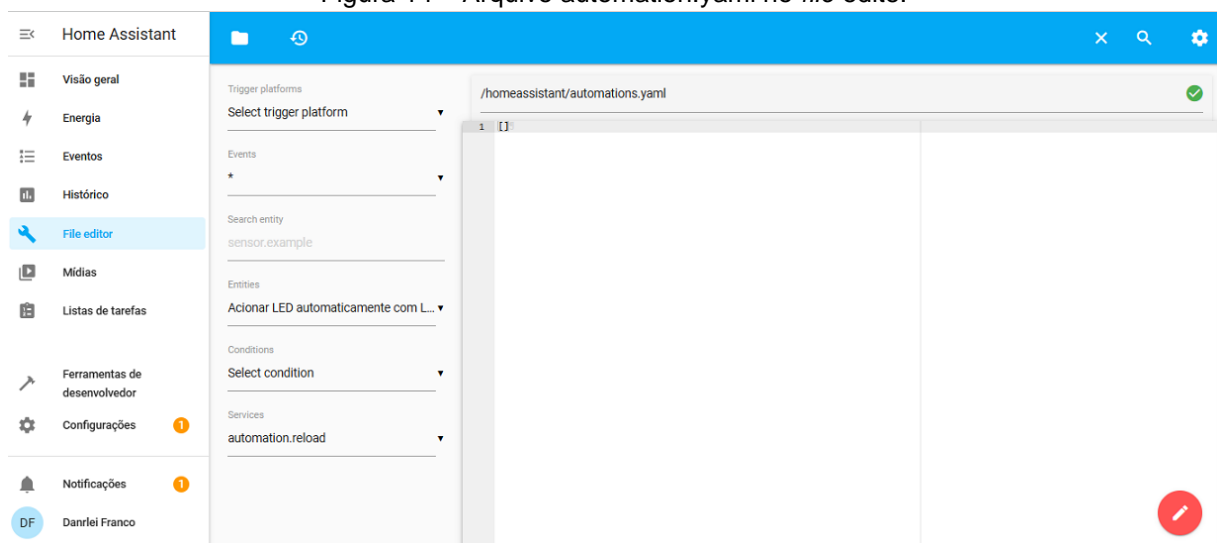 Home Assistant
Visão geral
Energia
Eventos
Histórico
File editor
Mídias
Listas de tarefas
Ferramentas de
desenvolvedor
Configurações 1
Notificações 1
DF Danrlei Franco
Trigger platforms
Select trigger platform
Events
*
Search entity
sensor.example
Entities
Acionar LED automaticamente com L...
Conditions
Select condition
Services
automation.reload
/homeassistant/automations.yaml
1 []